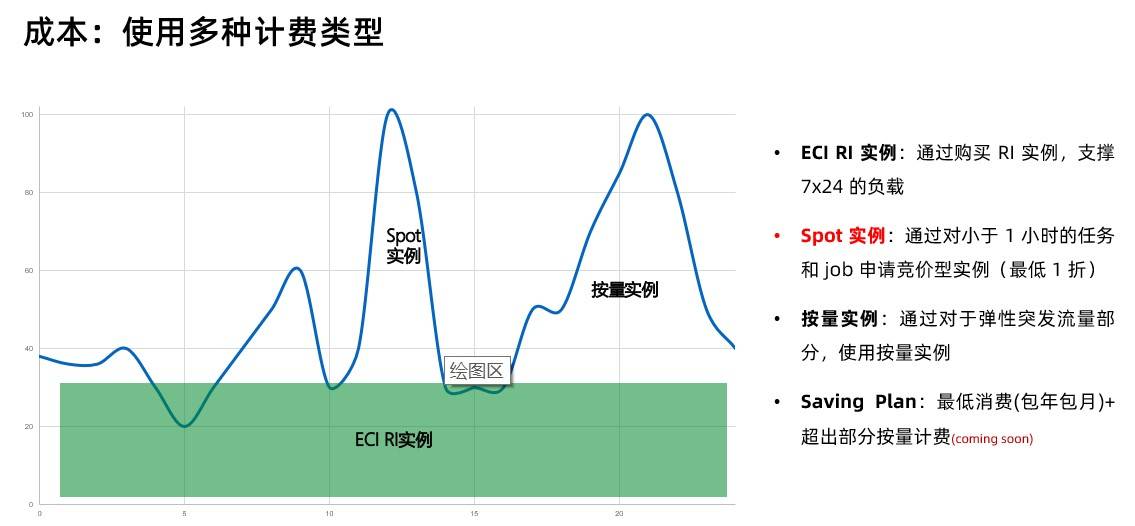 成本：使用多种计费类型
100
80
60
40
20
0
0
5
10
15
20
Spot
实例
按量实例
绘图区
ECI RI实例
• ECI RI 实例：通过购买 RI 实例，支撑
7x24 的负载
• Spot 实例：通过对小于 1 小时的任务
和 job 申请竞价型实例（最低 1 折）
• 按量实例：通过对于弹性突发流量部
分，使用按量实例
• Saving Plan：最低消费(包年包月)+
超出部分按量计费(coming soon)